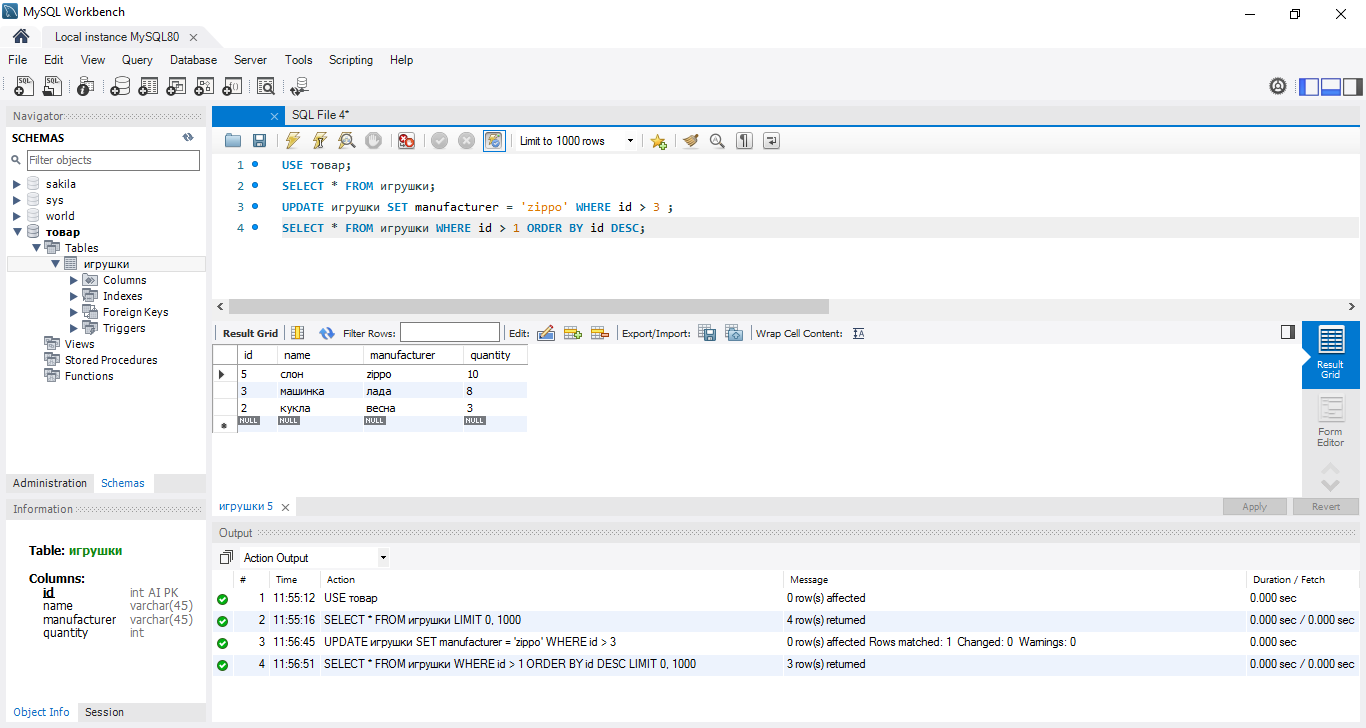 MySQL Workbench
Local instance MySQL80
File Edit View Query Database Server Tools Scripting Help
Navigator
SCHEMAS
Filter objects
sakila
sys
world
товар
Tables
игрушки
Columns
Indexes
Foreign Keys
Triggers
Views
Stored Procedures
Functions
Administration Schemas
Information
Table: игрушки
Columns:
id int AI PK
name varchar(45)
manufacturer varchar(45)
quantity int
Object Info Session
SQL File 4*
Limit to 1000 rows
1 USE товар;
2 SELECT * FROM игрушки;
3 UPDATE игрушки SET manufacturer = 'zippo' WHERE id > 3 ;
4 SELECT * FROM игрушки WHERE id > 1 ORDER BY id DESC;
Result Grid Filter Rows: Edit: Export/Import: Wrap Cell Content:
id name manufacturer quantity
5 слон zippo 10
3 машинка лада 8
2 кукла весна 3
NULL NULL NULL NULL
Result
Grid
Form
Editor
игрушки 5
Apply Revert
Output
Action Output
# Time Action Message Duration / Fetch
1 11:55:12 USE товар 0 row(s) affected 0.000 sec
2 11:55:16 SELECT * FROM игрушки LIMIT 0, 1000 4 row(s) returned 0.000 sec / 0.000 sec
3 11:56:45 UPDATE игрушки SET manufacturer = 'zippo' WHERE id > 3 0 row(s) affected Rows matched: 1 Changed: 0 Warnings: 0 0.000 sec
4 11:56:51 SELECT * FROM игрушки WHERE id > 1 ORDER BY id DESC LIMIT 0, 1000 3 row(s) returned 0.000 sec / 0.000 sec